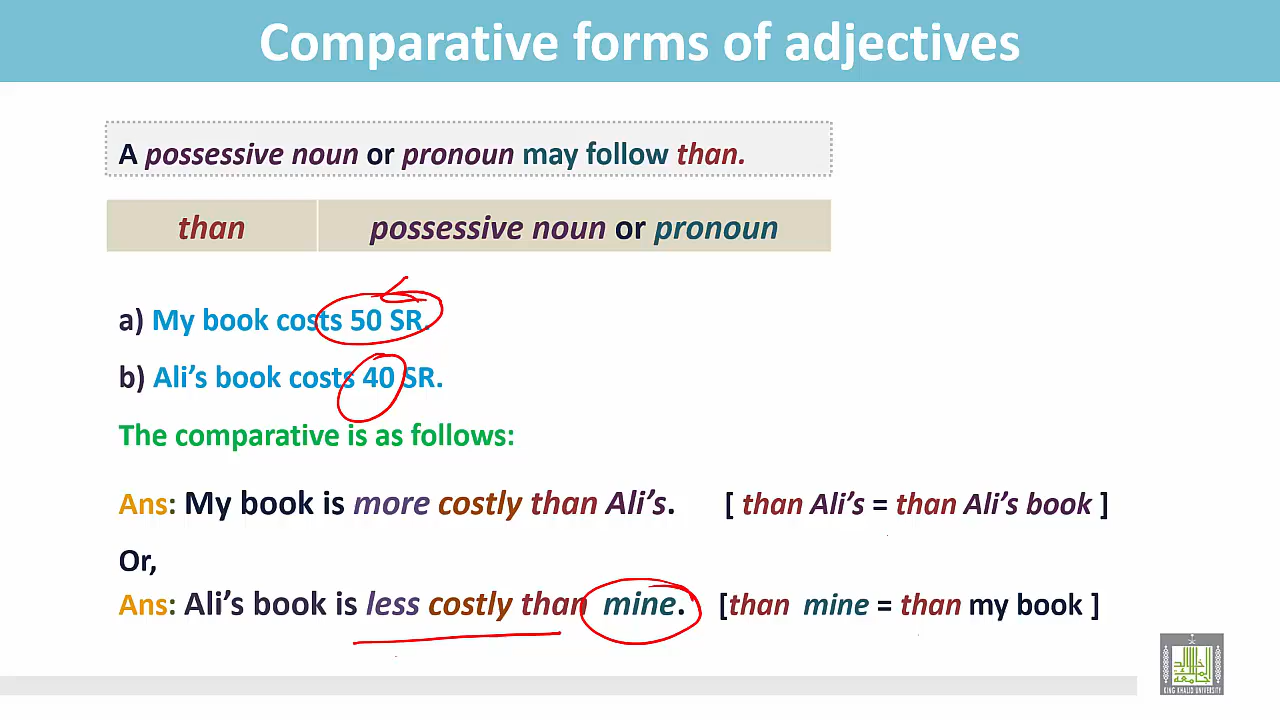 Comparative forms of adjectives
A possessive noun or pronoun may follow than.
than possessive noun or pronoun
a) My book costs 50 SR.
b) Ali's book costs 40 SR.
The comparative is as follows:
Ans: My book is more costly than Ali's. [ than Ali's = than Ali's book ]
Or,
Ans: Ali's book is less costly than mine. [than mine = than my book ]
KING KHALID UNIVERSITY